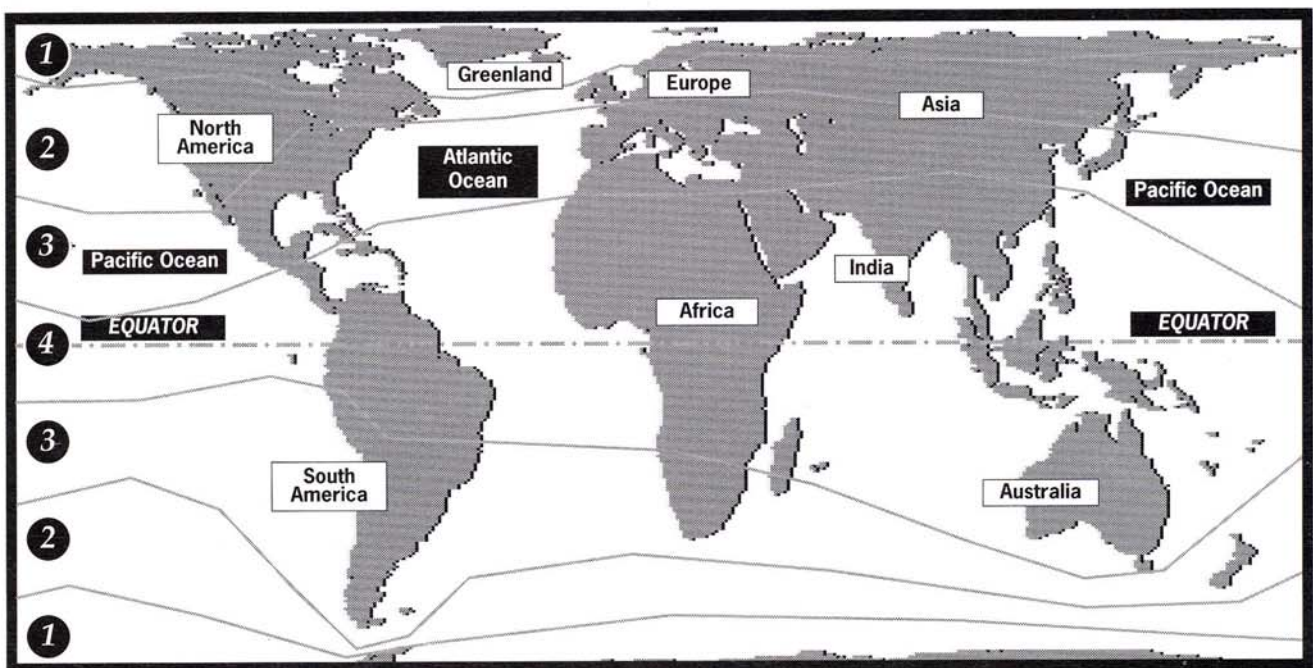 1
Greenland
Europe
Asia
North
America
2
Atlantic
Ocean
Pacific Ocean
3
Pacific Ocean
India
Africa
EQUATOR
EQUATOR
4
3
South
America
Australia
2
1